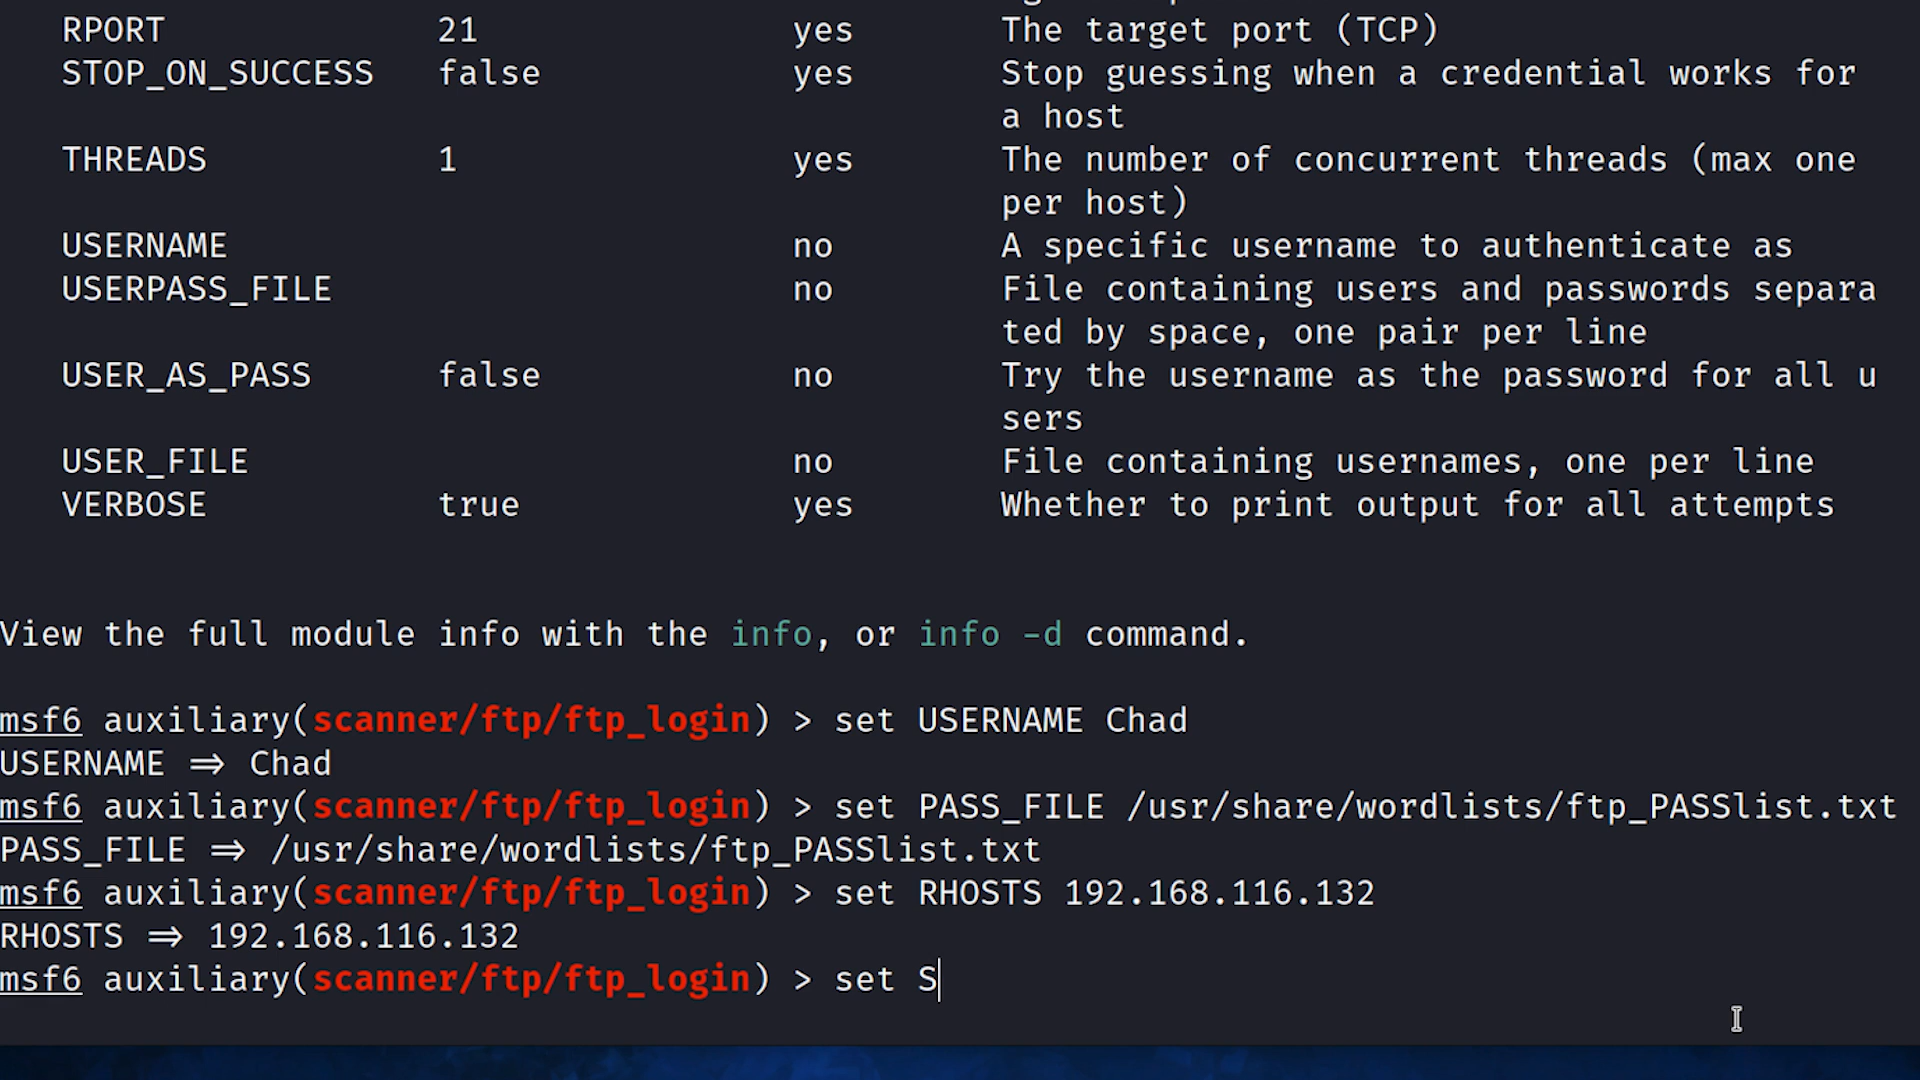 RPORT 21 yes The target port (TCP)
STOP_ON_SUCCESS false yes Stop guessing when a credential works for
a host
THREADS 1 yes The number of concurrent threads (max one
per host)
USERNAME no A specific username to authenticate as
USERPASS_FILE no File containing users and passwords separa
ted by space, one pair per line
USER_AS_PASS false no Try the username as the password for all u
sers
USER_FILE no File containing usernames, one per line
VERBOSE true yes Whether to print output for all attempts
View the full module info with the info, or info -d command.
msf6 auxiliary(scanner/ftp/ftp_login) > set USERNAME Chad
USERNAME ⇒ Chad
msf6 auxiliary(scanner/ftp/ftp_login) > set PASS_FILE /usr/share/wordlists/ftp_PASSlist.txt
PASS_FILE ⇒ /usr/share/wordlists/ftp_PASSlist.txt
msf6 auxiliary(scanner/ftp/ftp_login) > set RHOSTS 192.168.116.132
RHOSTS ⇒ 192.168.116.132
msf6 auxiliary(scanner/ftp/ftp_login) > set S